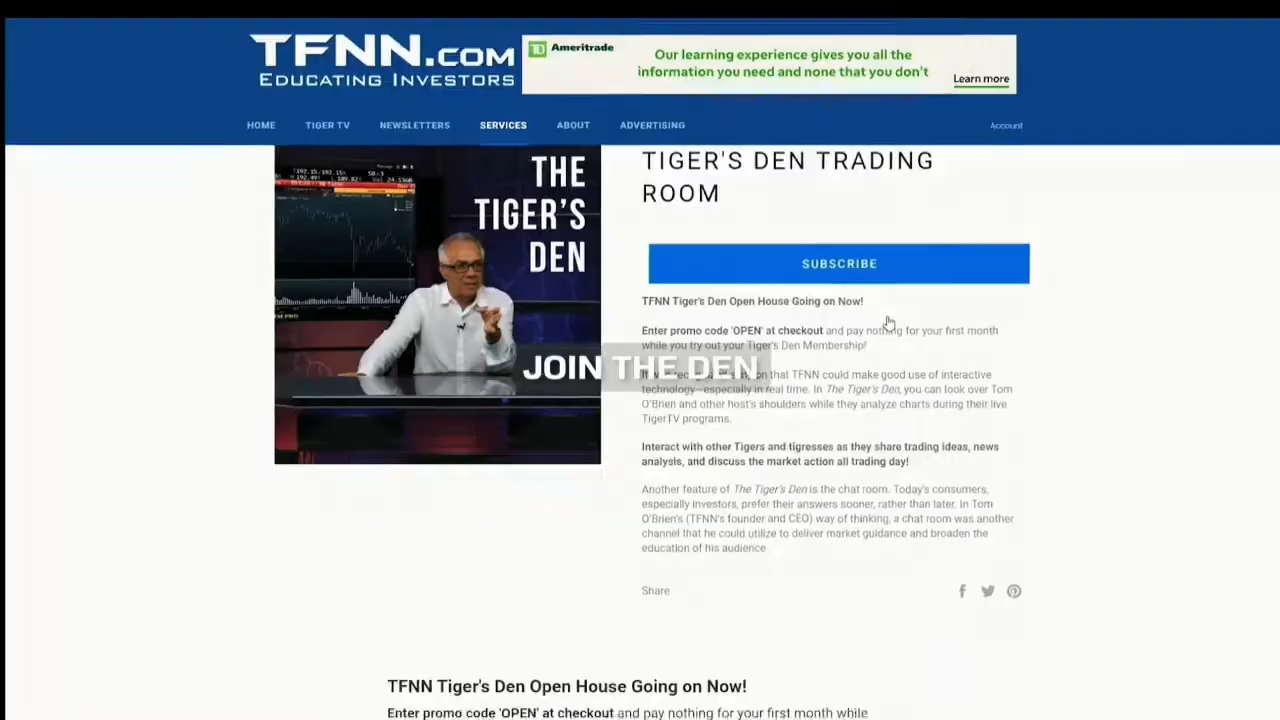 TFNN.COM
EDUCATING INVESTORS
TD Ameritrade
Our learning experience gives you all the
information you need and none that you don't
Learn more
HOME TIGER TV NEWSLETTERS SERVICES ABOUT ADVERTISING Account
THE
TIGER'S
DEN
TIGER'S DEN TRADING
ROOM
SUBSCRIBE
TFNN Tiger's Den Open House Going on Now!
Enter promo code 'OPEN' at checkout and pay nothing for your first month
while you try out your Tiger's Den Membership!
JOIN THE DEN
that TFNN could make good use of interactive
technology—especially in real time. In The Tiger's Den, you can look over Tom
O'Brien and other host's shoulders while they analyze charts during their live
TigerTV programs.
Interact with other Tigers and tigresses as they share trading ideas, news
analysis, and discuss the market action all trading day!
Another feature of The Tiger's Den is the chat room. Today's consumers,
especially investors, prefer their answers sooner, rather than later. In Tom
O'Brien's (TFNN's founder and CEO) way of thinking, a chat room was another
channel that he could utilize to deliver market guidance and broaden the
education of his audience
Share
TFNN Tiger's Den Open House Going on Now!
Enter promo code 'OPEN' at checkout and pay nothing for your first month while